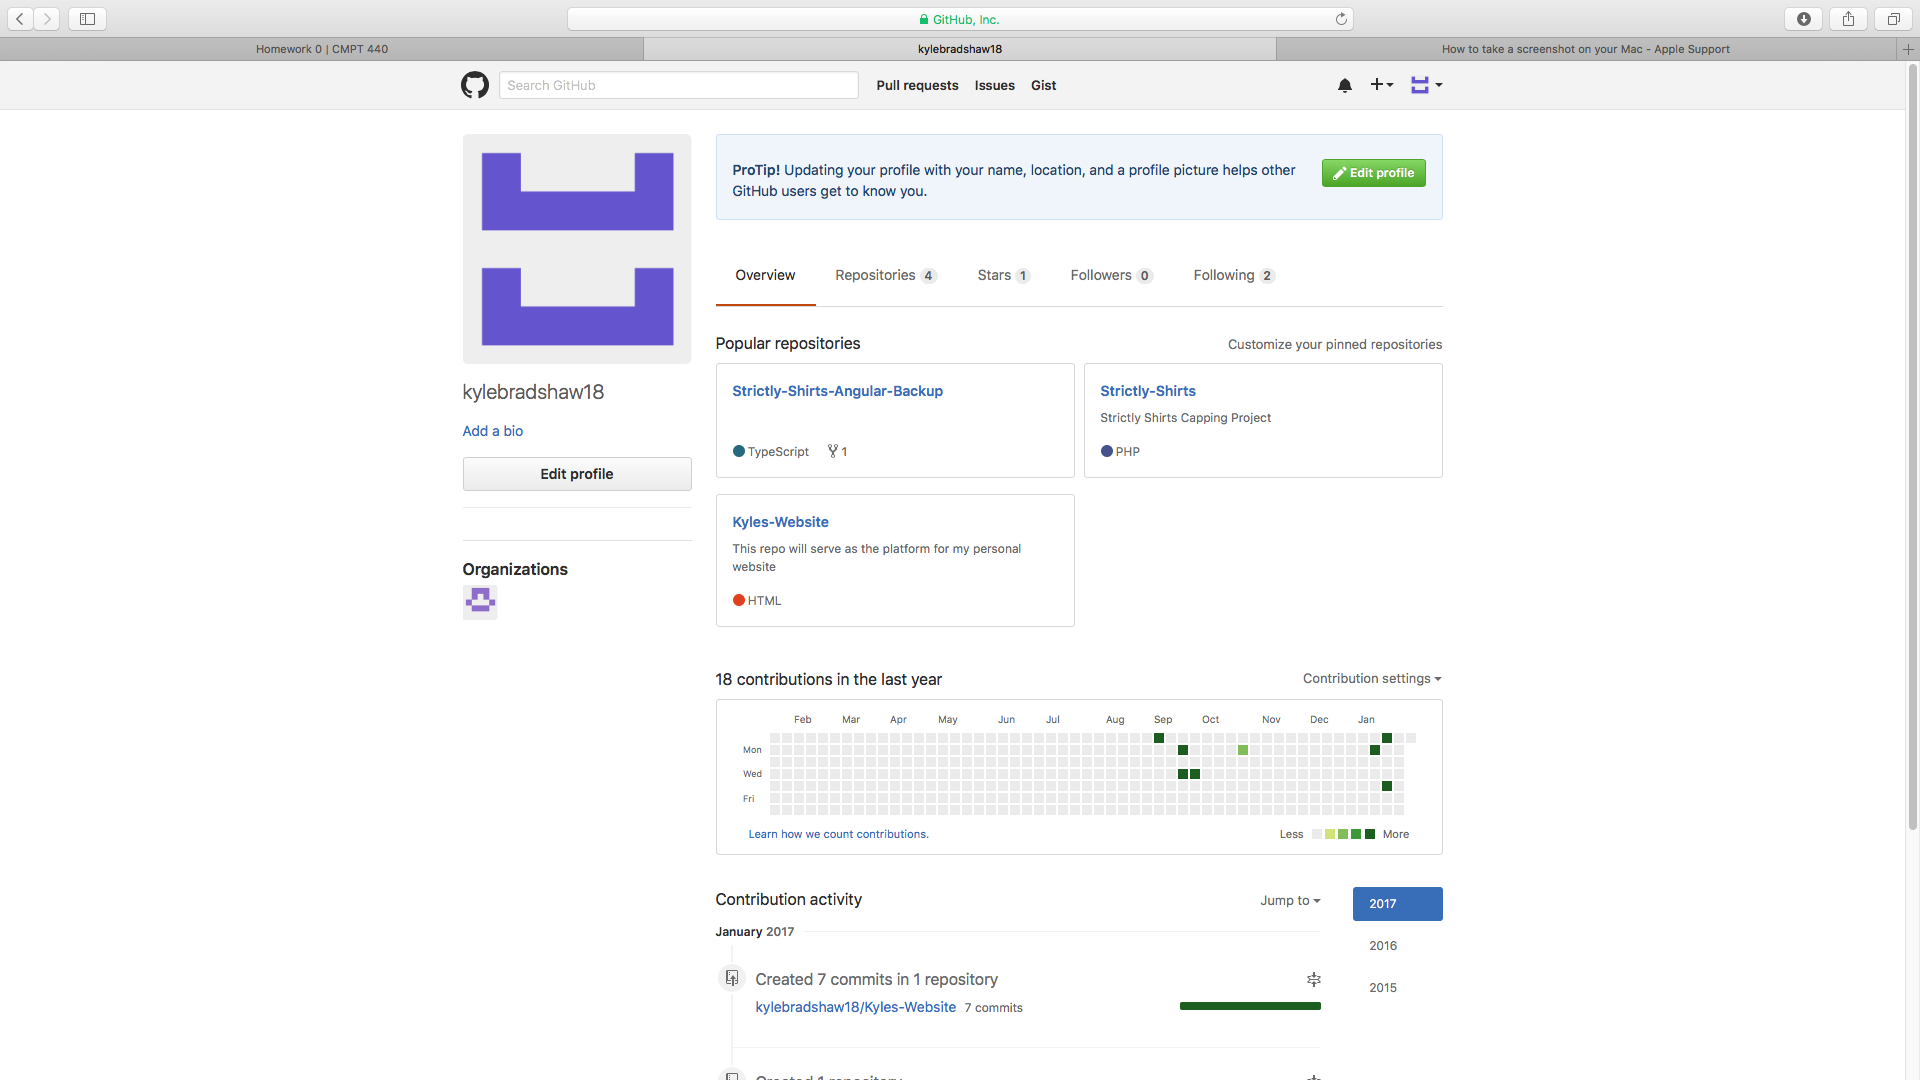 GitHub, Inc.
Homework 0 | CMPT 440
kylebradshaw18
How to take a screenshot on your Mac - Apple Support
Search GitHub
Pull requests
Issues
Gist
ProTip! Updating your profile with your name, location, and a profile picture helps other
GitHub users get to know you.
Edit profile
Overview
Repositories 4
Stars 1
Followers 0
Following 2
kylebradshaw18
Add a bio
Edit profile
Organizations
Popular repositories
Customize your pinned repositories
Strictly-Shirts-Angular-Backup
TypeScript 1
Strictly-Shirts
Strictly Shirts Capping Project
PHP
Kyles-Website
This repo will serve as the platform for my personal
website
HTML
18 contributions in the last year
Contribution settings
Feb Mar Apr May Jun Jul Aug Sep Oct Nov Dec Jan
Mon
Wed
Fri
Learn how we count contributions.
Less More
Contribution activity
Jump to
2017
2016
2015
January 2017
Created 7 commits in 1 repository
kylebradshaw18/Kyles-Website 7 commits
Created 1 repository